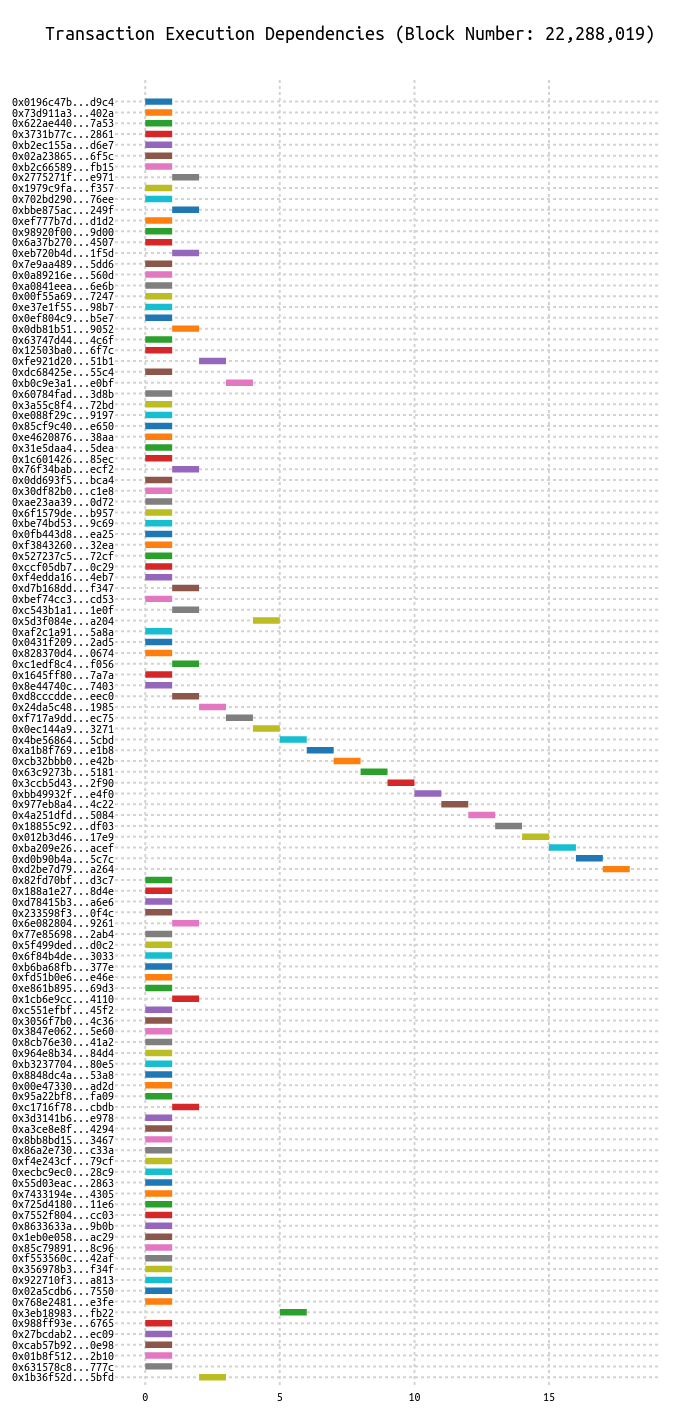 Transaction Execution Dependencies (Block Number: 22,288,019)
0x0196c47b...d9c4
0x73d911a3...402a
0x622ae440...7a53
0x3731b77c...2861
0xb2ec155a...d6e7
0x02a23865...6f5c
0xb2c66589...fb15
0x2775271f...e971
0x1979c9fa...f357
0x702bd290...76ee
0xbbe875ac...249f
0xef777b7d...d1d2
0x98920f00...9d00
0x6a37b270...4507
0xeb720b4d...1f5d
0x7e9aa489...5dd6
0x0a89216e...560d
0xa0841eea...6e6b
0x00f55a69...7247
0xe37e1f55...98b7
0x0ef804c9...b5e7
0x0db81b51...9052
0x63747d44...4c6f
0x12503ba0...6f7c
0xfe921d20...51b1
0xdc68425e...55c4
0xb0c9e3a1...e0bf
0x60784fad...3d8b
0x3a55c8f4...72bd
0xe088f29c...9197
0x85cf9c40...e650
0xe4620876...38aa
0x31e5daa4...5dea
0x1c601426...85ec
0x76f34bab...ecf2
0x0dd693f5...bca4
0x30df82b0...c1e8
0xae23aa39...0d72
0x6f1579de...b957
0xbe74bd53...9c69
0x0fb443d8...ea25
0xf3843260...32ea
0x527237c5...72cf
0xccf05db7...0c29
0xf4edda16...4eb7
0xd7b168dd...f347
0xbef74cc3...cd53
0xc543b1a1...1e0f
0x5d3f084e...a204
0xaf2c1a91...5a8a
0x0431f209...2ad5
0x828370d4...0674
0xc1edf8c4...f056
0x1645ff80...7a7a
0x8e44740c...7403
0xd8cccdde...eec0
0x24da5c48...1985
0xf717a9dd...ec75
0x0ec144a9...3271
0x4be56864...5cbd
0xa1b8f769...e1b8
0xcb32bbb0...e42b
0x63c9273b...5181
0x3ccb5d43...2f90
0xbb49932f...e4f0
0x977eb8a4...4c22
0x4a251dfd...5084
0x18855c92...df03
0x012b3d46...17e9
0xba209e26...acef
0xd0b90b4a...5c7c
0xd2be7d79...a264
0x82fd70bf...d3c7
0x188a1e27...8d4e
0xd78415b3...a6e6
0x233598f3...0f4c
0x6e082804...9261
0x77e85698...2ab4
0x5f499ded...d0c2
0x6f84b4de...3033
0xb6ba68fb...377e
0xfd51b0e6...e46e
0xe861b895...69d3
0x1cb6e9cc...4110
0xc551efbf...45f2
0x3056f7b0...4c36
0x3847e062...5e60
0x8cb76e30...41a2
0x964e8b34...84d4
0xb3237704...80e5
0x8848dc4a...53a8
0x00e47330...ad2d
0x95a22bf8...fa09
0xc1716f78...cbdb
0x3d3141b6...e978
0xa3ce8e8f...4294
0x8bb8bd15...3467
0x86a2e730...c33a
0xf4e243cf...79cf
0xecbc9ec0...28c9
0x55d03eac...2863
0x7433194e...4305
0x725d4180...11e6
0x7552f804...cc03
0x8633633a...9b0b
0x1eb0e058...ac29
0x85c79891...8c96
0xf553560c...42af
0x356978b3...f34f
0x922710f3...a813
0x02a5cdb6...7550
0x768e2481...e3fe
0x3eb18983...fb22
0x988ff93e...6765
0x27bcdab2...ec09
0xcab57b92...0e98
0x01b8f512...2b10
0x631578c8...777c
0x1b36f52d...5bfd
0 5 10 15